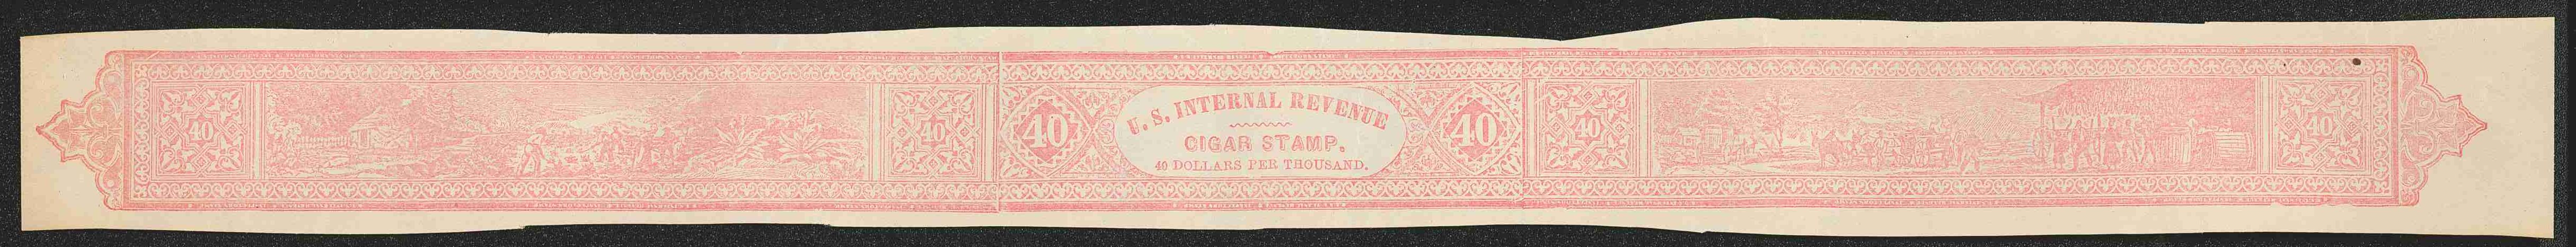 40
40
40
U. S. INTERNAL REVENUE
CIGAR STAMP.
40 DOLLARS PER THOUSAND.
40
40
40